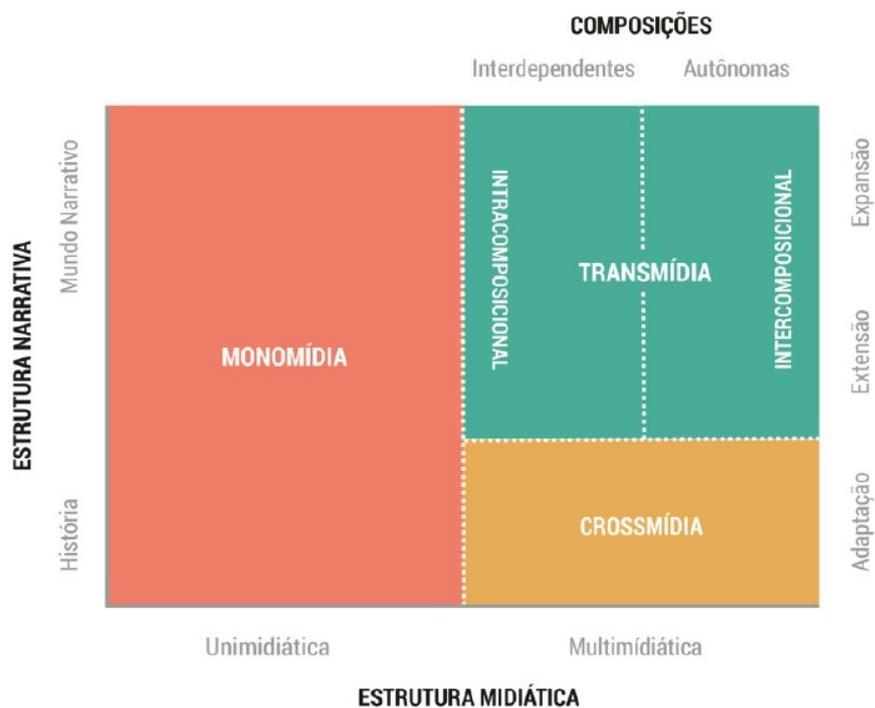 COMPOSIÇÕES
Interdependentes
Autônomas
ESTRUTURA NARRATIVA
Mundo Narrativo
História
MONOMÍDIA
INTRACOMPOSICIONAL
TRANSMÍDIA
INTERCOMPOSICIONAL
CROSSMÍDIA
Expansão
Extensão
Adaptação
Unimidiática
Multimídiática
ESTRUTURA MIDIÁTICA